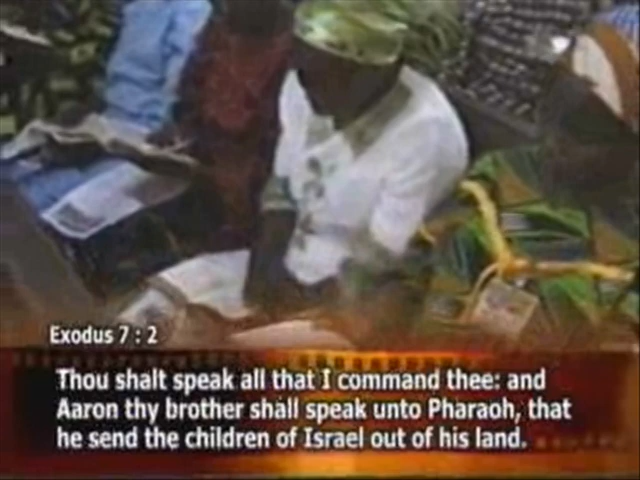 Exodus 7 : 2
Thou shalt speak all that I command thee: and
Aaron thy brother shall speak unto Pharaoh, that
he send the children of Israel out of his land.